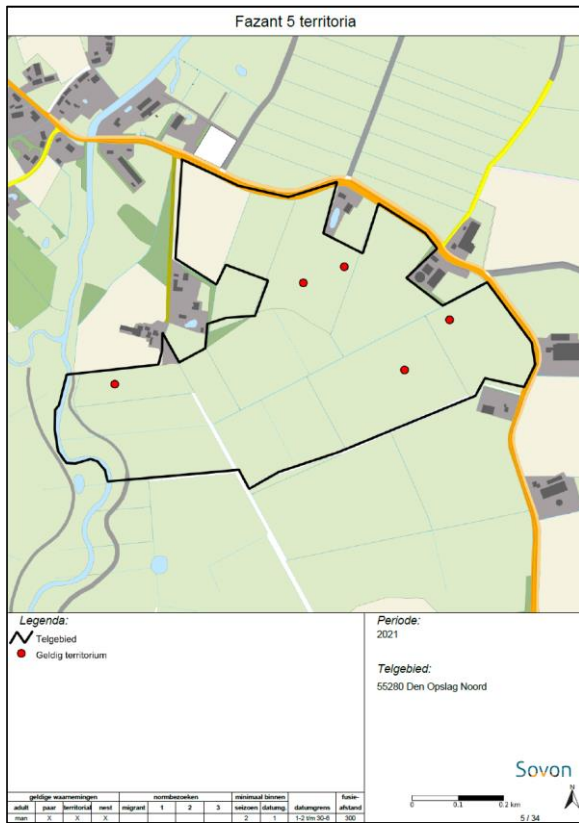 Fazant 5 territoria
Legenda:
Telgebied
Geldig territorium
Periode:
2021
Telgebied:
55280 Den Opslag Noord
Sovon
N
0 0.1 0.2 km
5 / 34
geldige waarnemingen normbezoeken minimaal binnen fusie-
adult paar territorial nest migrant 1 2 3 seizoen datumg. datumgrens afstand
man X X X 2 1 1-2 t/m 30-6 300